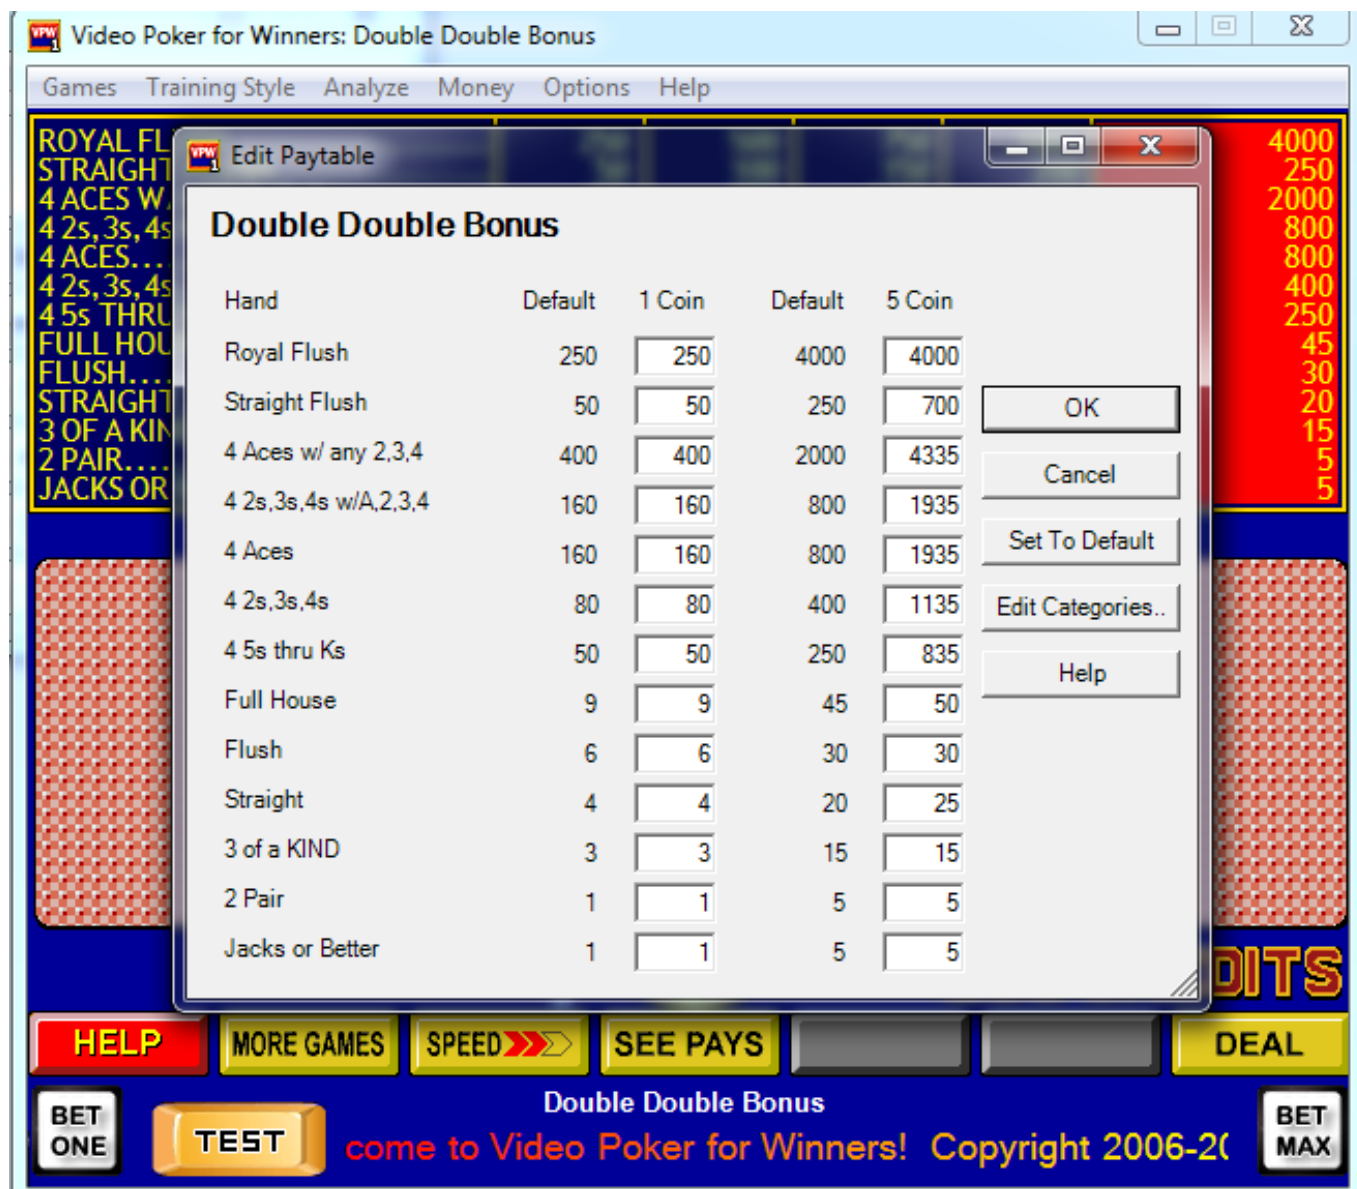 VPW 1 Video Poker for Winners: Double Double Bonus
Games Training Style Analyze Money Options Help
ROYAL FL 4000
STRAIGHT 250
4 ACES W 2000
4 2s,3s,4s 800
4 ACES... 800
4 2s,3s,4s 400
4 5s THRU 250
FULL HOU 45
FLUSH.... 30
STRAIGHT 20
3 OF A KIN 15
2 PAIR.... 5
JACKS OR 5
VPW 1 Edit Paytable
Double Double Bonus
Hand Default 1 Coin Default 5 Coin
Royal Flush 250 250 4000 4000
Straight Flush 50 50 250 700
4 Aces w/ any 2,3,4 400 400 2000 4335
4 2s,3s,4s w/A,2,3,4 160 160 800 1935
4 Aces 160 160 800 1935
4 2s,3s,4s 80 80 400 1135
4 5s thru Ks 50 50 250 835
Full House 9 9 45 50
Flush 6 6 30 30
Straight 4 4 20 25
3 of a KIND 3 3 15 15
2 Pair 1 1 5 5
Jacks or Better 1 1 5 5
OK
Cancel
Set To Default
Edit Categories..
Help
DITS
HELP MORE GAMES SPEED SEE PAYS DEAL
Double Double Bonus
BET ONE
TEST
come to Video Poker for Winners! Copyright 2006-20
BET MAX